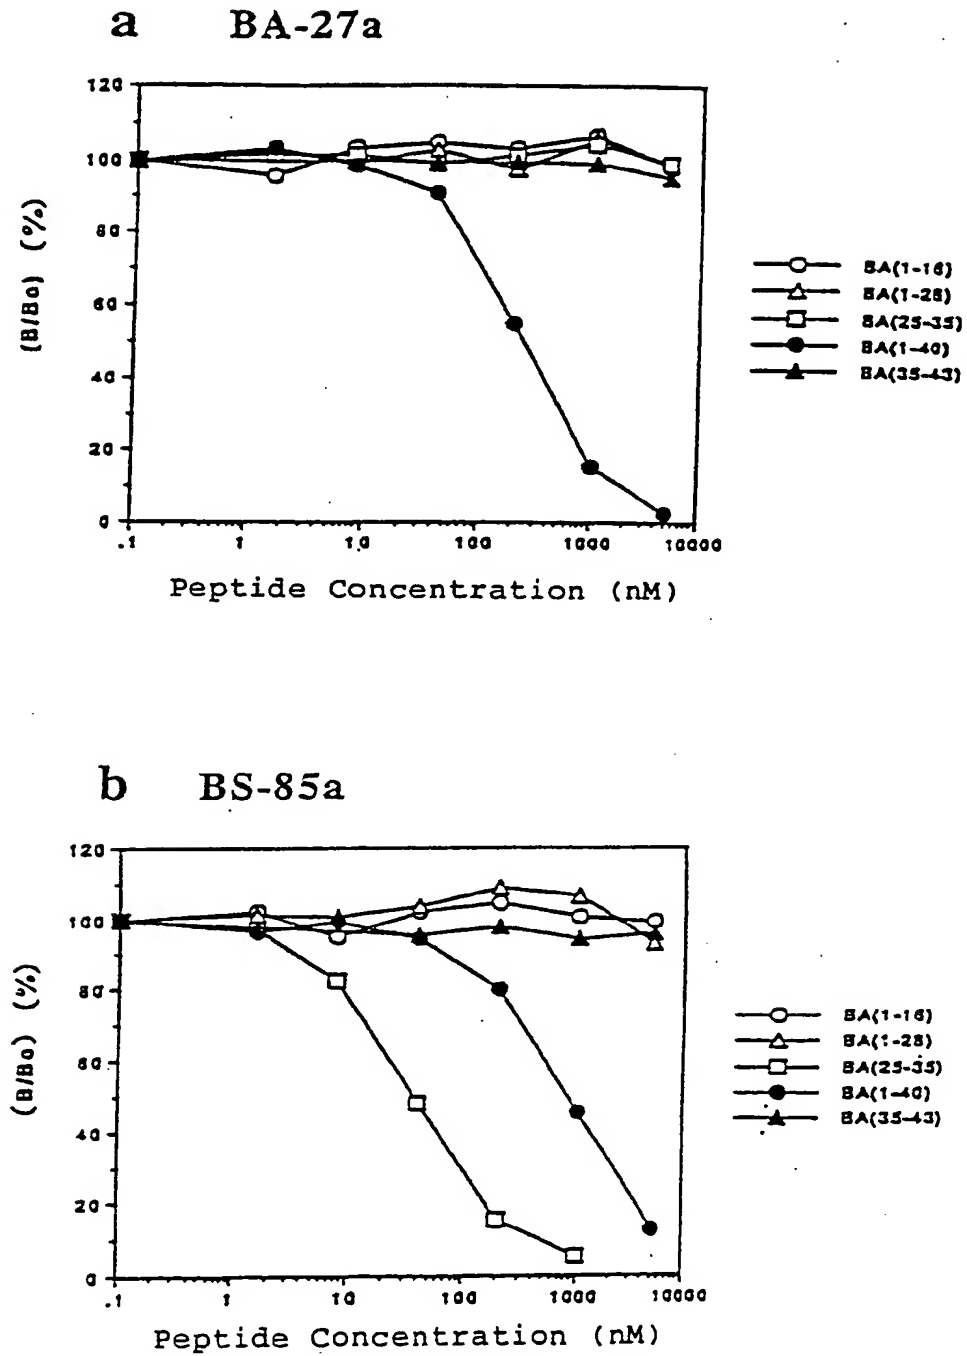 a BA-27a
120
100
80
60
40
20
0
(B/B0) (%)
.1 1 10 100 1000 10000
Peptide Concentration (nM)
BA(1-16)
BA(1-28)
BA(25-35)
BA(1-40)
BA(35-43)
b BS-85a
120
100
80
60
40
20
0
(B/B0) (%)
.1 1 10 100 1000 10000
Peptide Concentration (nM)
BA(1-16)
BA(1-28)
BA(25-35)
BA(1-40)
BA(35-43)